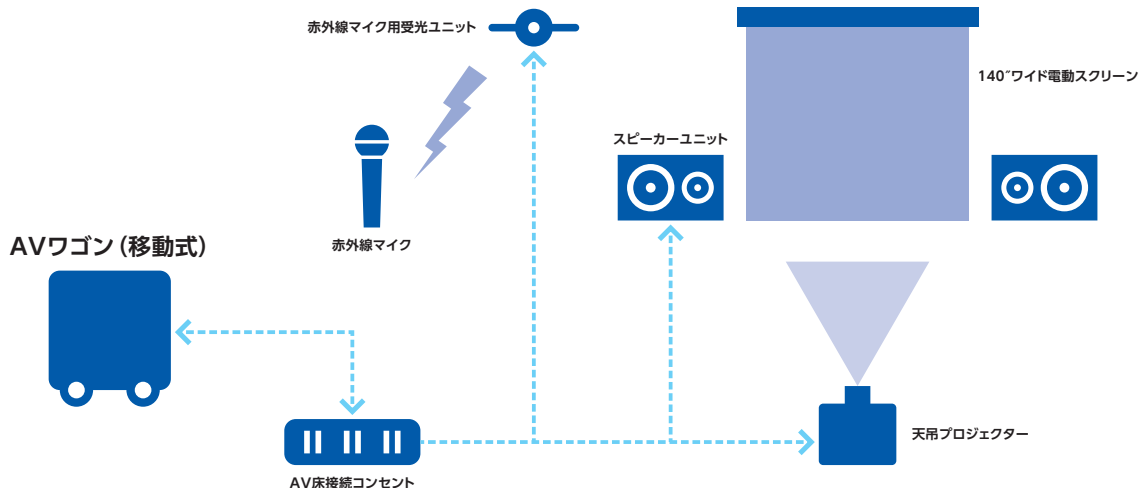 赤外線マイク用受光ユニット
140″ワイド電動スクリーン
スピーカーユニット
赤外線マイク
AVワゴン（移動式）
天吊プロジェクター
AV床接続コンセント